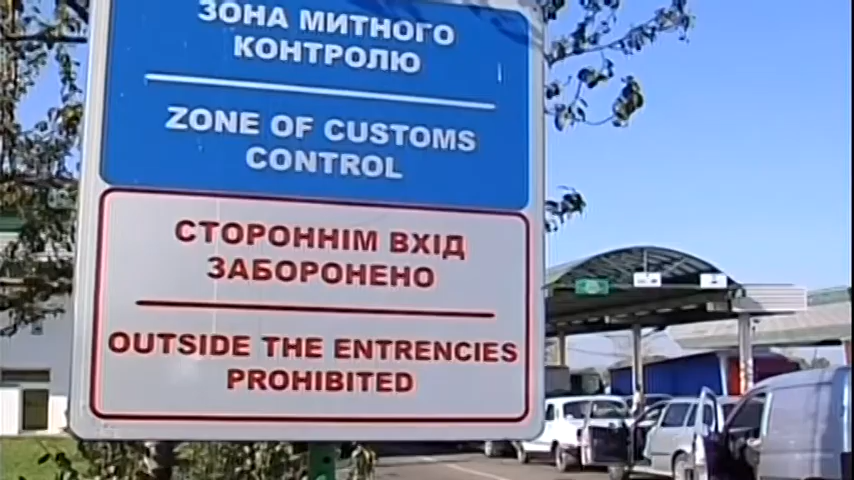 ЗОНА МИТНОГО
КОНТРОЛЮ
ZONE OF CUSTOMS
CONTROL
СТОРОННІМ ВХІД
ЗАБОРОНЕНО
OUTSIDE THE ENTRENCIES
PROHIBITED